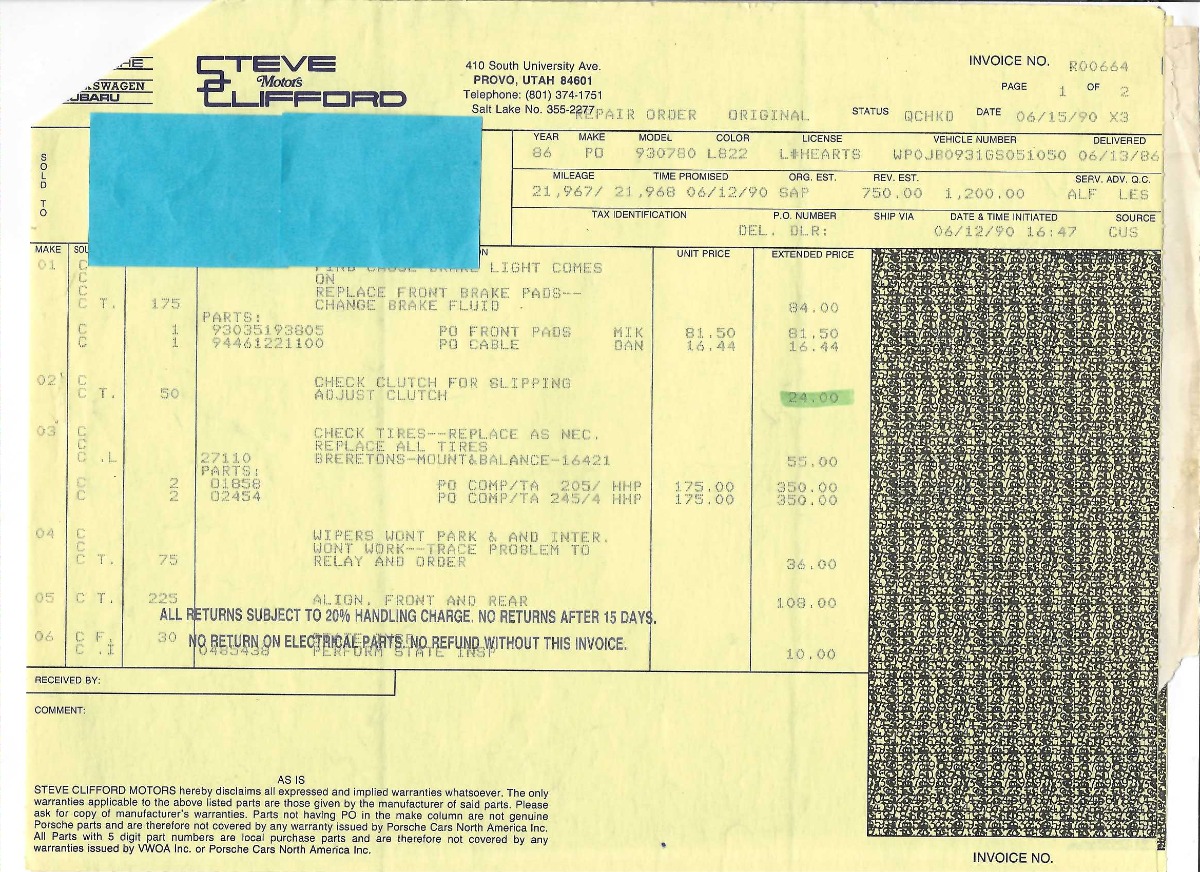 STEVE
Motors
CLIFFORD
SWAGEN
UBARU
410 South University Ave.
PROVO, UTAH 84601
Telephone: (801) 374-1751
Salt Lake No. 355-2277
REPAIR ORDER ORIGINAL
INVOICE NO. R00664
PAGE 1 OF 2
STATUS QCHKD DATE 06/15/90 X3
SOLD TO
YEAR MAKE MODEL COLOR LICENSE VEHICLE NUMBER DELIVERED
86 PO 930780 L822 L#HEARTS WP0JB0931GS051050 06/13/86
MILEAGE TIME PROMISED ORG. EST. REV. EST. SERV. ADV. Q.C.
21,967/ 21,968 06/12/90 SAP 750.00 1,200.00 ALF LES
TAX IDENTIFICATION P.O. NUMBER SHIP VIA DATE & TIME INITIATED SOURCE
DEL. DLR: 06/12/90 16:47 CUS
MAKE UNIT PRICE EXTENDED PRICE
01 C FIND CAUSE BRAKE LIGHT COMES
C ON
C REPLACE FRONT BRAKE PADS--
C T. 175 CHANGE BRAKE FLUID 84.00
PARTS:
C 1 93035193805 PO FRONT PADS MIK 81.50 81.50
C 1 94461221100 PO CABLE DAN 16.44 16.44
02 C CHECK CLUTCH FOR SLIPPING
C T. 50 ADJUST CLUTCH 24.00
03 C CHECK TIRES--REPLACE AS NEC.
C REPLACE ALL TIRES
C .L 27110 BRERETONS-MOUNT&BALANCE-16421 55.00
PARTS:
C 2 01858 PO COMP/TA 205/ HHP 175.00 350.00
C 2 02454 PO COMP/TA 245/4 HHP 175.00 350.00
04 C WIPERS WONT PARK & AND INTER.
C WONT WORK--TRACE PROBLEM TO
C T. 75 RELAY AND ORDER 36.00
05 C T. 225 ALIGN. FRONT AND REAR 108.00
ALL RETURNS SUBJECT TO 20% HANDLING CHARGE. NO RETURNS AFTER 15 DAYS.
06 C F. 30
NO RETURN ON ELECTRICAL PARTS. NO REFUND WITHOUT THIS INVOICE.
C .I 0485438 PERFORM STATE INSP 10.00
RECEIVED BY:
COMMENT:
AS IS
STEVE CLIFFORD MOTORS hereby disclaims all expressed and implied warranties whatsoever. The only
warranties applicable to the above listed parts are those given by the manufacturer of said parts. Please
ask for copy of manufacturer's warranties. Parts not having PO in the make column are not genuine
Porsche parts and are therefore not covered by any warranty issued by Porsche Cars North America Inc.
All Parts with 5 digit part numbers are local purchase parts and are therefore not covered by any
warranties issued by VWOA Inc. or Porsche Cars North America Inc.
INVOICE NO.